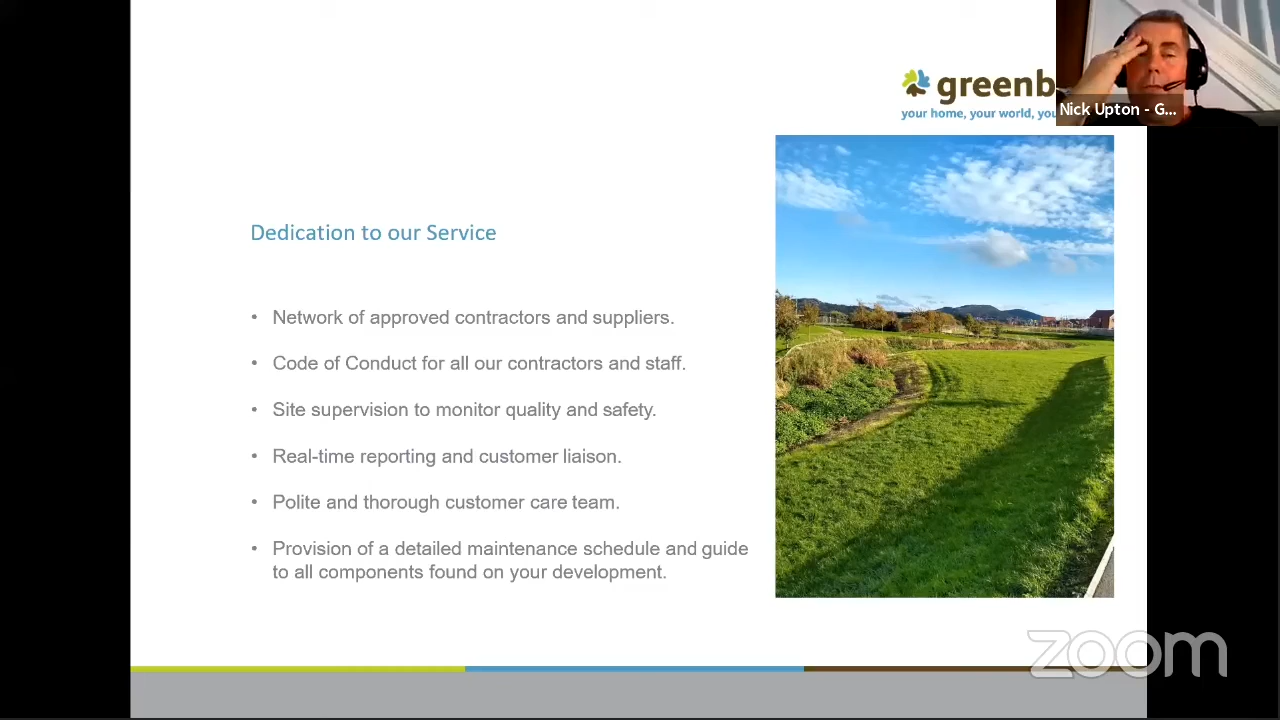 greenb
your home, your world, you
Nick Upton - G...
Dedication to our Service
• Network of approved contractors and suppliers.
• Code of Conduct for all our contractors and staff.
• Site supervision to monitor quality and safety.
• Real-time reporting and customer liaison.
• Polite and thorough customer care team.
• Provision of a detailed maintenance schedule and guide
to all components found on your development.
zoom